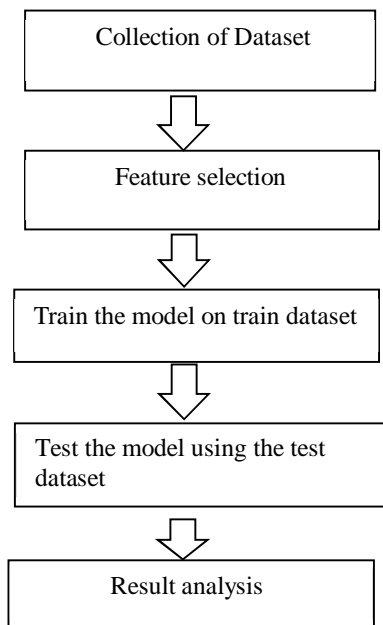 Collection of Dataset
Feature selection
Train the model on train dataset
Test the model using the test
dataset
Result analysis